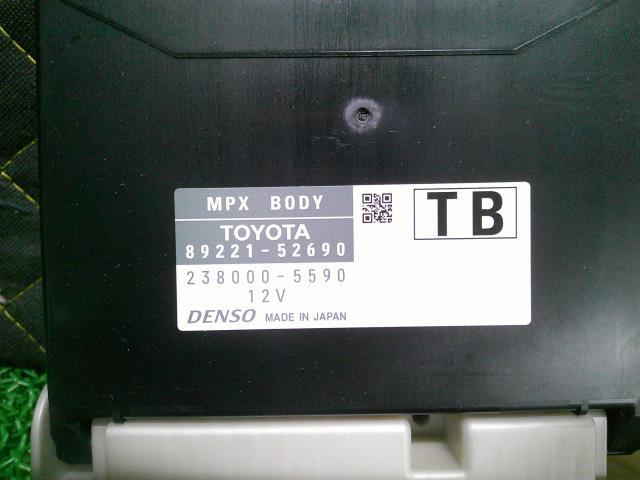 MPX BODY
TOYOTA
89221-52690
238000-5590
12V
DENSO MADE IN JAPAN
TB